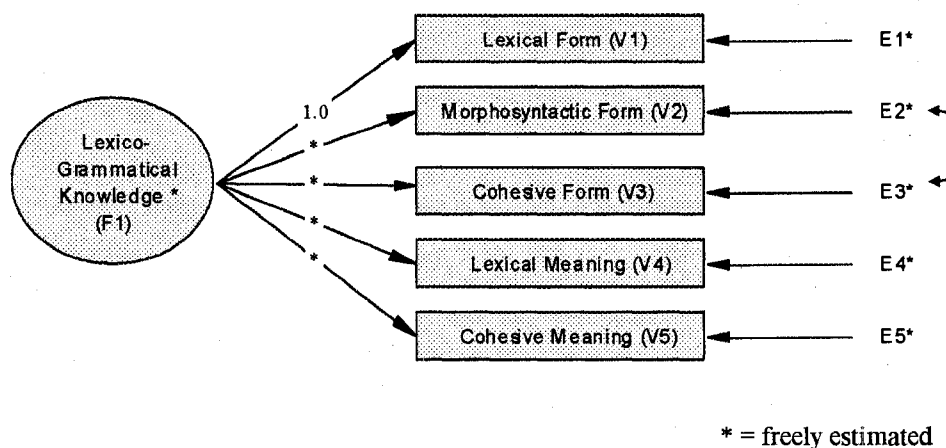 Lexical Form (V1)
E1*
1.0
Morphosyntactic Form (V2)
E2*
*
Lexico-
Grammatical
Knowledge *
(F1)
*
Cohesive Form (V3)
E3*
*
Lexical Meaning (V4)
E4*
*
Cohesive Meaning (V5)
E5*
* = freely estimated